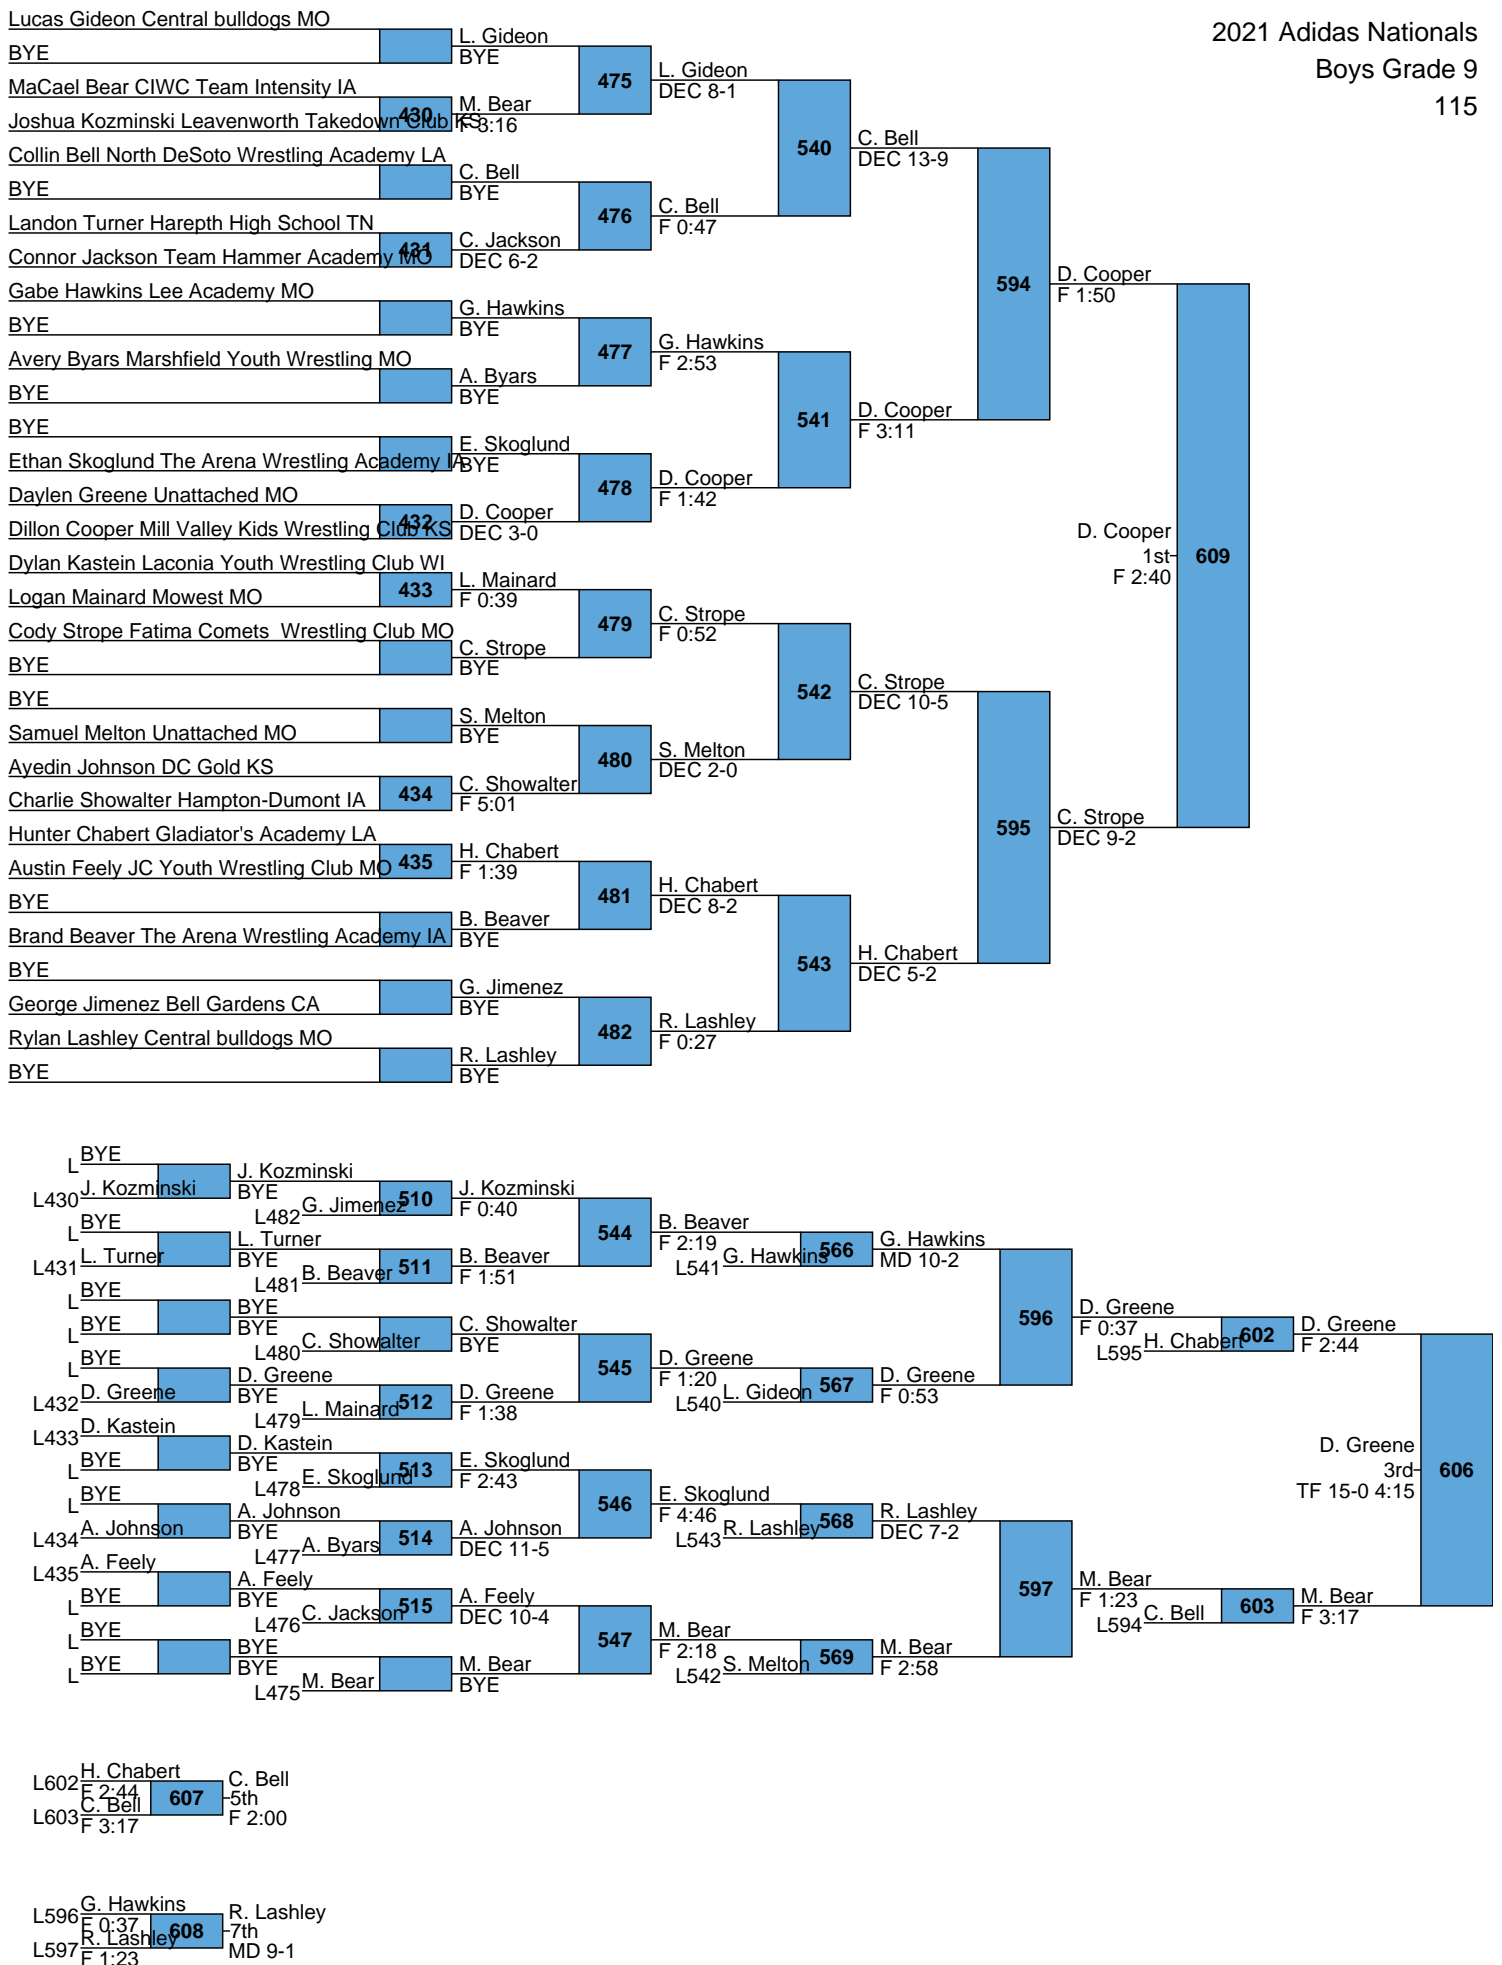 2021 Adidas Nationals
Boys Grade 9
115
Lucas Gideon Central bulldogs MO
BYE
MaCael Bear CIWC Team Intensity IA
Joshua Kozminski Leavenworth Takedown Club KS
Collin Bell North DeSoto Wrestling Academy LA
BYE
Landon Turner Harepth High School TN
Connor Jackson Team Hammer Academy MO
Gabe Hawkins Lee Academy MO
BYE
Avery Byars Marshfield Youth Wrestling MO
BYE
BYE
Ethan Skoglund The Arena Wrestling Academy IA
Daylen Greene Unattached MO
Dillon Cooper Mill Valley Kids Wrestling Club KS
Dylan Kastein Laconia Youth Wrestling Club WI
Logan Mainard Mowest MO
Cody Strope Fatima Comets  Wrestling Club MO
BYE
BYE
Samuel Melton Unattached MO
Ayedin Johnson DC Gold KS
Charlie Showalter Hampton-Dumont IA
Hunter Chabert Gladiator's Academy LA
Austin Feely JC Youth Wrestling Club MO
BYE
Brand Beaver The Arena Wrestling Academy IA
BYE
George Jimenez Bell Gardens CA
Rylan Lashley Central bulldogs MO
BYE
430
431
432
433
434
435
L. Gideon
BYE
M. Bear
F 3:16
C. Bell
BYE
C. Jackson
DEC 6-2
G. Hawkins
BYE
A. Byars
BYE
E. Skoglund
BYE
D. Cooper
DEC 3-0
L. Mainard
F 0:39
C. Strope
BYE
S. Melton
BYE
C. Showalter
F 5:01
H. Chabert
F 1:39
B. Beaver
BYE
G. Jimenez
BYE
R. Lashley
BYE
475
476
477
478
479
480
481
482
L. Gideon
DEC 8-1
C. Bell
F 0:47
G. Hawkins
F 2:53
D. Cooper
F 1:42
C. Strope
F 0:52
S. Melton
DEC 2-0
H. Chabert
DEC 8-2
R. Lashley
F 0:27
540
541
542
543
C. Bell
DEC 13-9
D. Cooper
F 3:11
C. Strope
DEC 10-5
H. Chabert
DEC 5-2
594
595
D. Cooper
F 1:50
C. Strope
DEC 9-2
D. Cooper
1st
F 2:40
609
L
BYE
L430
J. Kozminski
L
BYE
L431
L. Turner
L
BYE
L
BYE
L
BYE
L432
D. Greene
L433
D. Kastein
L
BYE
L
BYE
L434
A. Johnson
L435
A. Feely
L
BYE
L
BYE
L
BYE
J. Kozminski
BYE
L482
G. Jimenez
L. Turner
BYE
L481
B. Beaver
BYE
BYE
L480
C. Showalter
D. Greene
BYE
L479
L. Mainard
D. Kastein
BYE
L478
E. Skoglund
A. Johnson
BYE
L477
A. Byars
A. Feely
BYE
L476
C. Jackson
BYE
BYE
L475
M. Bear
510
511
512
513
514
515
J. Kozminski
F 0:40
B. Beaver
F 1:51
C. Showalter
BYE
D. Greene
F 1:38
E. Skoglund
F 2:43
A. Johnson
DEC 11-5
A. Feely
DEC 10-4
M. Bear
BYE
544
545
546
547
B. Beaver
F 2:19
L541
G. Hawkins
D. Greene
F 1:20
L540
L. Gideon
E. Skoglund
F 4:46
L543
R. Lashley
M. Bear
F 2:18
L542
S. Melton
566
567
568
569
G. Hawkins
MD 10-2
D. Greene
F 0:53
R. Lashley
DEC 7-2
M. Bear
F 2:58
596
597
D. Greene
F 0:37
L595
H. Chabert
M. Bear
F 1:23
L594
C. Bell
602
603
D. Greene
F 2:44
M. Bear
F 3:17
D. Greene
3rd
TF 15-0 4:15
606
L602
H. Chabert
F 2:44
L603
C. Bell
F 3:17
607
C. Bell
5th
F 2:00
L596
G. Hawkins
F 0:37
L597
R. Lashley
F 1:23
608
R. Lashley
7th
MD 9-1